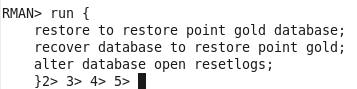 RMAN> run {
restore to restore point gold database;
recover database to restore point gold;
alter database open resetlogs;
}2> 3> 4> 5>